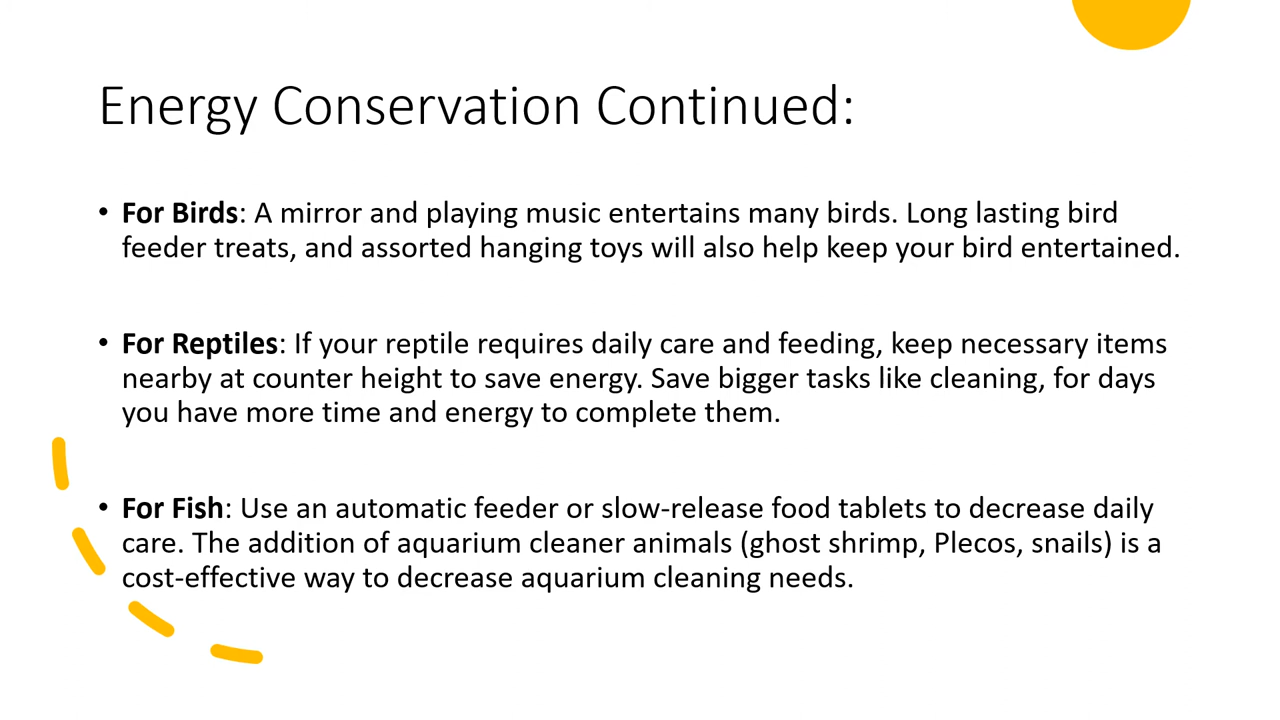 Energy Conservation Continued:
• For Birds: A mirror and playing music entertains many birds. Long lasting bird
feeder treats, and assorted hanging toys will also help keep your bird entertained.
• For Reptiles: If your reptile requires daily care and feeding, keep necessary items
nearby at counter height to save energy. Save bigger tasks like cleaning, for days
you have more time and energy to complete them.
• For Fish: Use an automatic feeder or slow-release food tablets to decrease daily
care. The addition of aquarium cleaner animals (ghost shrimp, Plecos, snails) is a
cost-effective way to decrease aquarium cleaning needs.